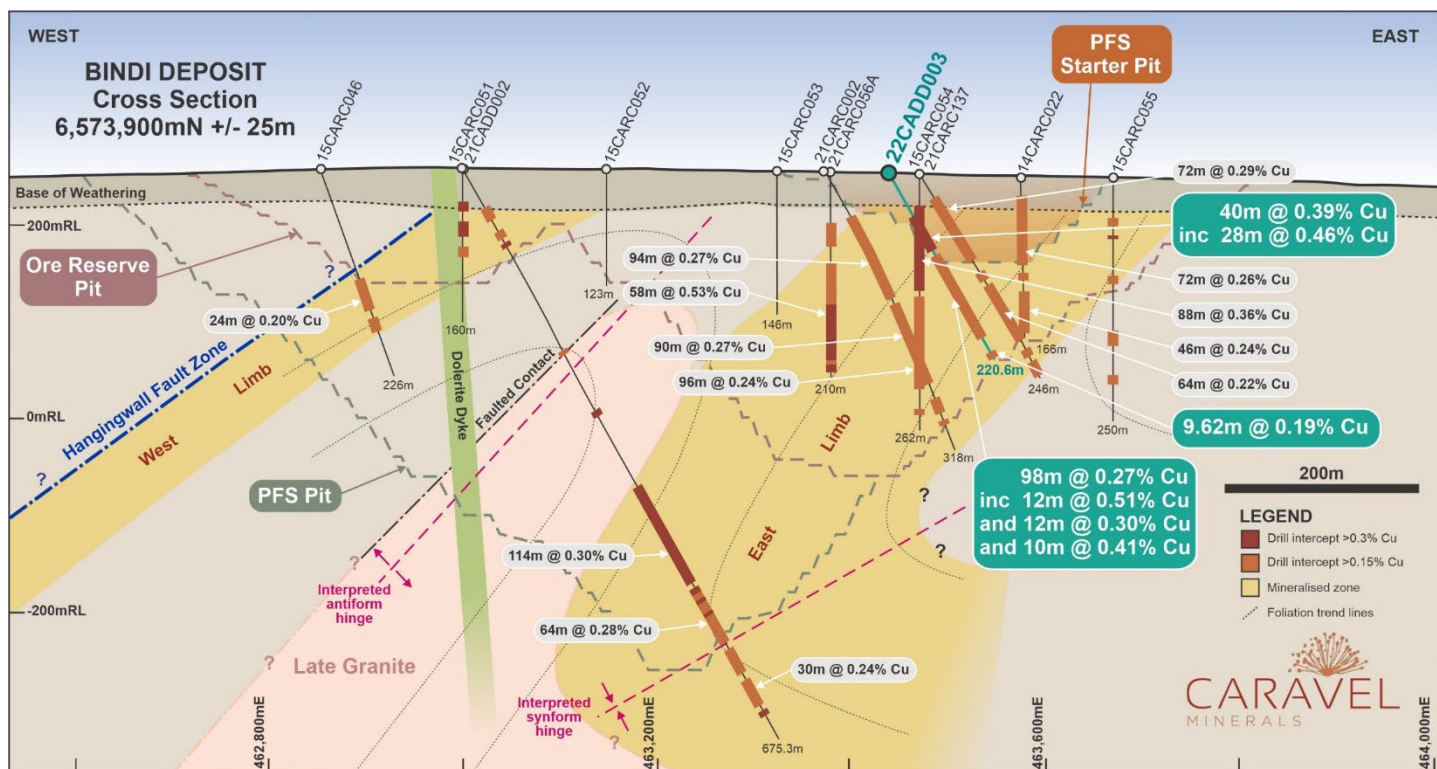 WEST
EAST
BINDI DEPOSIT
Cross Section
6,573,900mN +/- 25m
PFS
Starter Pit
15CARC046
15CARC051
21CADD002
15CARC052
15CARC053
21CARC002
21CARC056A
22CADD003
15CARC054
21CARC137
14CARC022
15CARC055
Base of Weathering
200mRL
0mRL
-200mRL
Ore Reserve
Pit
PFS Pit
?
?
Hangingwall Fault Zone
West
Limb
24m @ 0.20% Cu
226m
160m
Dolerite Dyke
Faulted Contact
123m
146m
94m @ 0.27% Cu
58m @ 0.53% Cu
90m @ 0.27% Cu
96m @ 0.24% Cu
210m
262m
318m
220.6m
166m
246m
250m
72m @ 0.29% Cu
40m @ 0.39% Cu
inc 28m @ 0.46% Cu
72m @ 0.26% Cu
88m @ 0.36% Cu
46m @ 0.24% Cu
64m @ 0.22% Cu
9.62m @ 0.19% Cu
98m @ 0.27% Cu
inc 12m @ 0.51% Cu
and 12m @ 0.30% Cu
and 10m @ 0.41% Cu
East
Limb
?
?
114m @ 0.30% Cu
64m @ 0.28% Cu
30m @ 0.24% Cu
675.3m
?
Interpreted
antiform
hinge
?
Late Granite
Interpreted
synform
hinge
?
200m
LEGEND
Drill intercept >0.3% Cu
Drill intercept >0.15% Cu
Mineralised zone
Foliation trend lines
CARAVEL
MINERALS
462,800mE
463,200mE
463,600mE
464,000mE